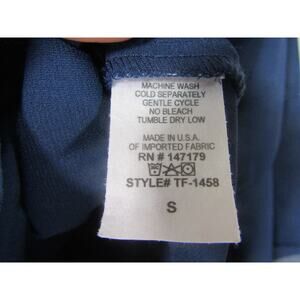 MACHINE WASH
COLD SEPARATELY
GENTLE CYCLE
NO BLEACH
TUMBLE DRY LOW
MADE IN U.S.A.
OF IMPORTED FABRIC
RN # 147179
STYLE# TF-1458
S